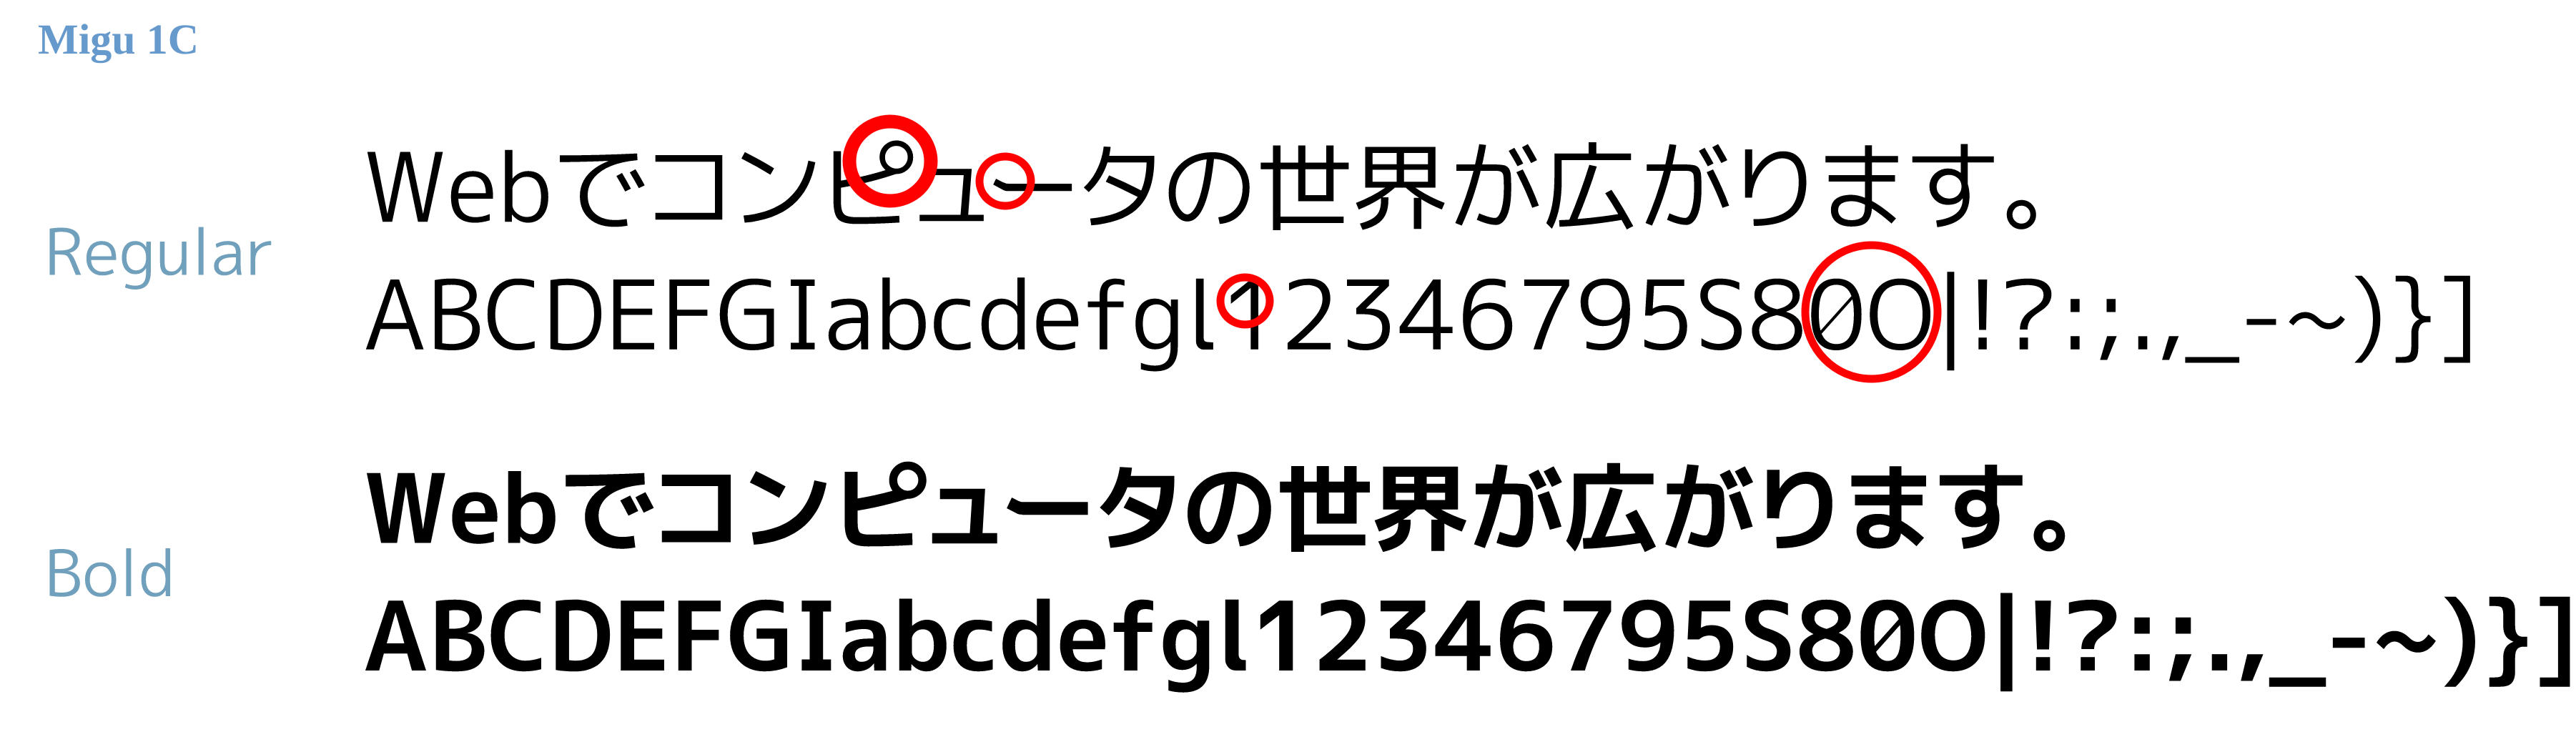 Migu 1C
Regular
Webでコンピュータの世界が広がります。
ABCDEFGIabcdefgl12346795S80O|!?:;.,_-~)}]
Bold
Webでコンピュータの世界が広がります。
ABCDEFGIabcdefgl12346795S80O|!?:;.,_-~)}]